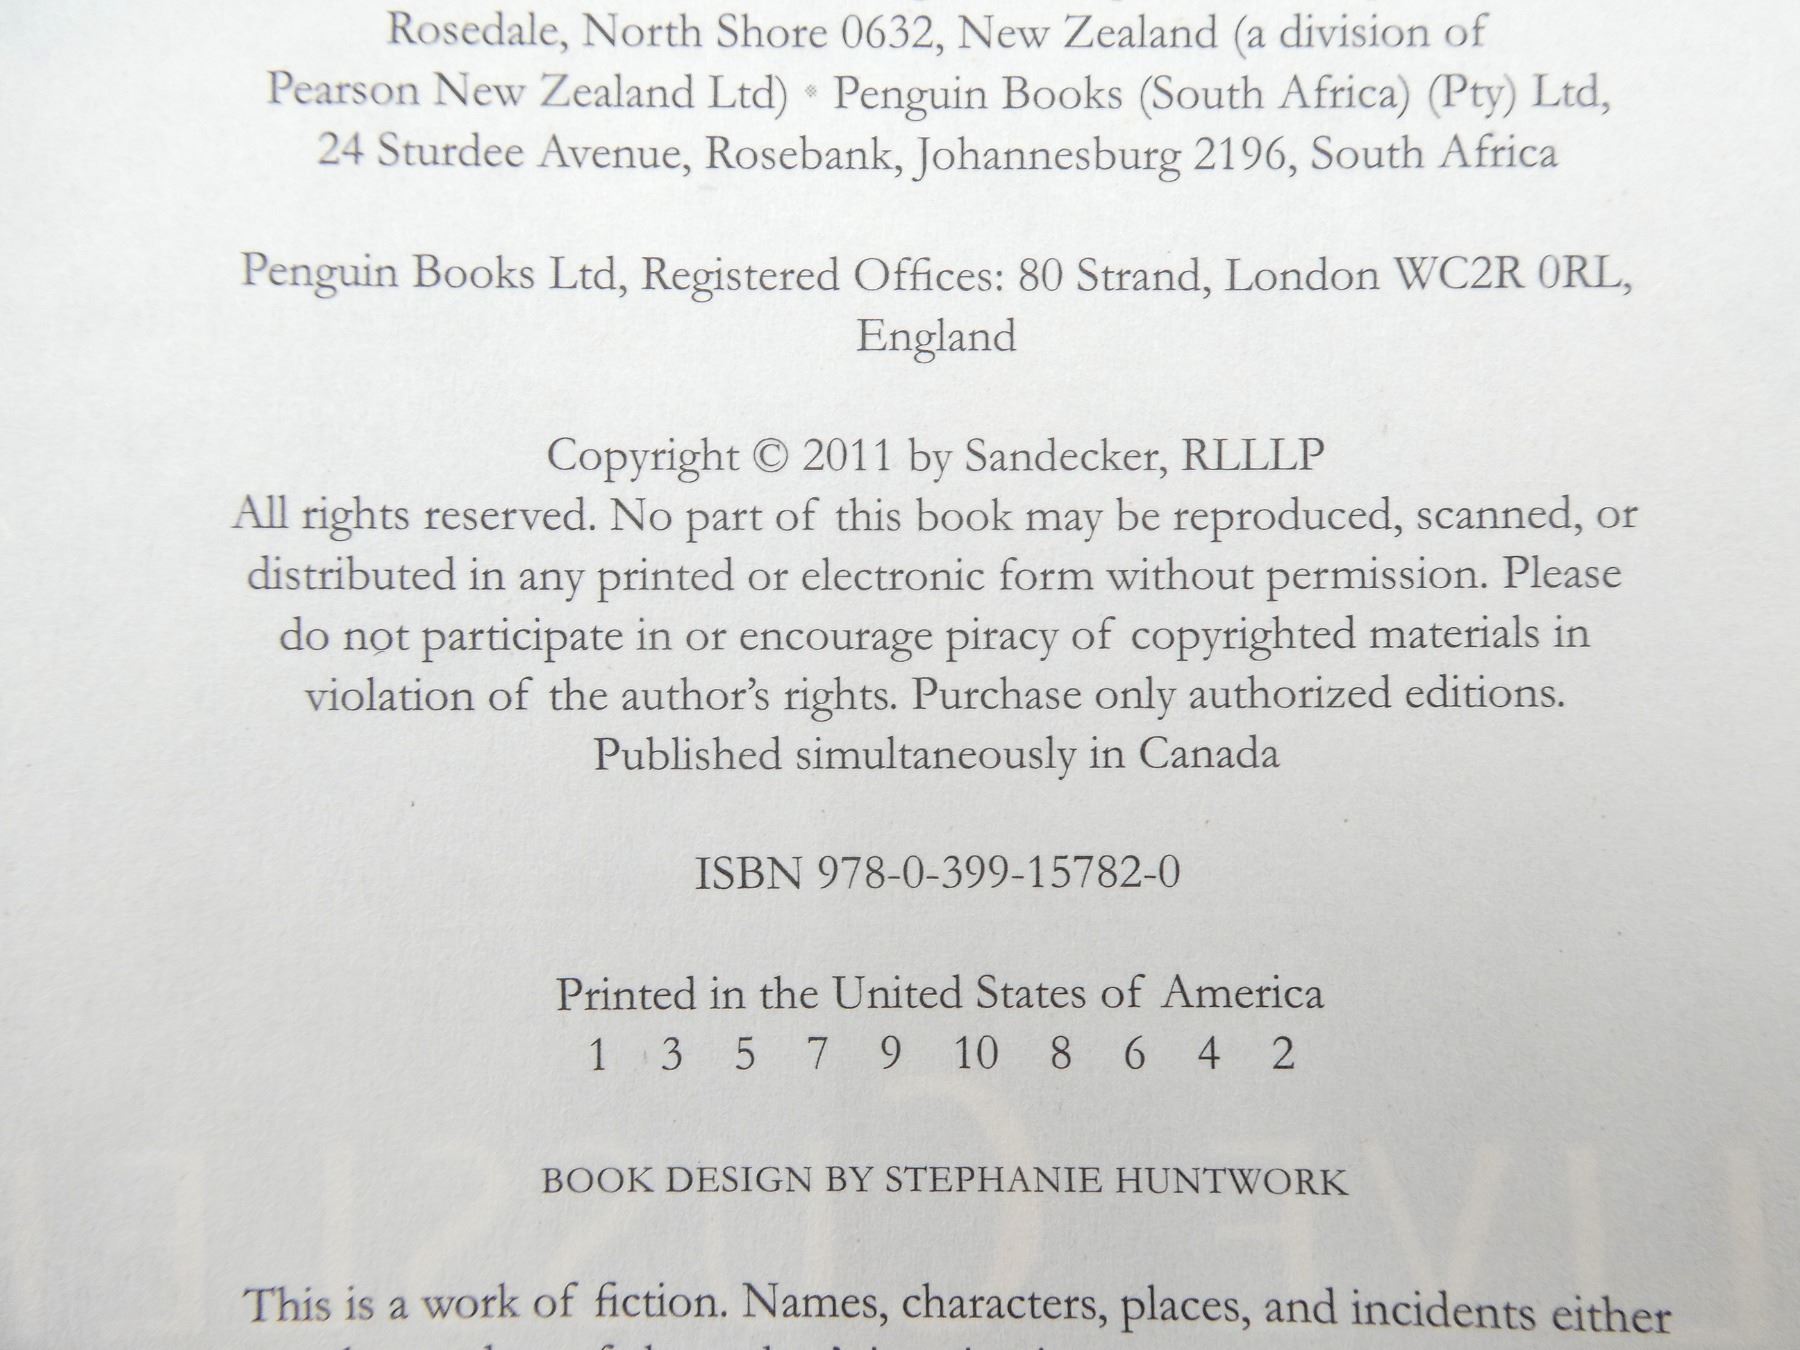 Rosedale, North Shore 0632, New Zealand (a division of
Pearson New Zealand Ltd) • Penguin Books (South Africa) (Pty) Ltd,
24 Sturdee Avenue, Rosebank, Johannesburg 2196, South Africa
Penguin Books Ltd, Registered Offices: 80 Strand, London WC2R 0RL,
England
Copyright © 2011 by Sandecker, RLLLP
All rights reserved. No part of this book may be reproduced, scanned, or
distributed in any printed or electronic form without permission. Please
do not participate in or encourage piracy of copyrighted materials in
violation of the author's rights. Purchase only authorized editions.
Published simultaneously in Canada
ISBN 978-0-399-15782-0
Printed in the United States of America
1 3 5 7 9 10 8 6 4 2
BOOK DESIGN BY STEPHANIE HUNTWORK
This is a work of fiction. Names, characters, places, and incidents either